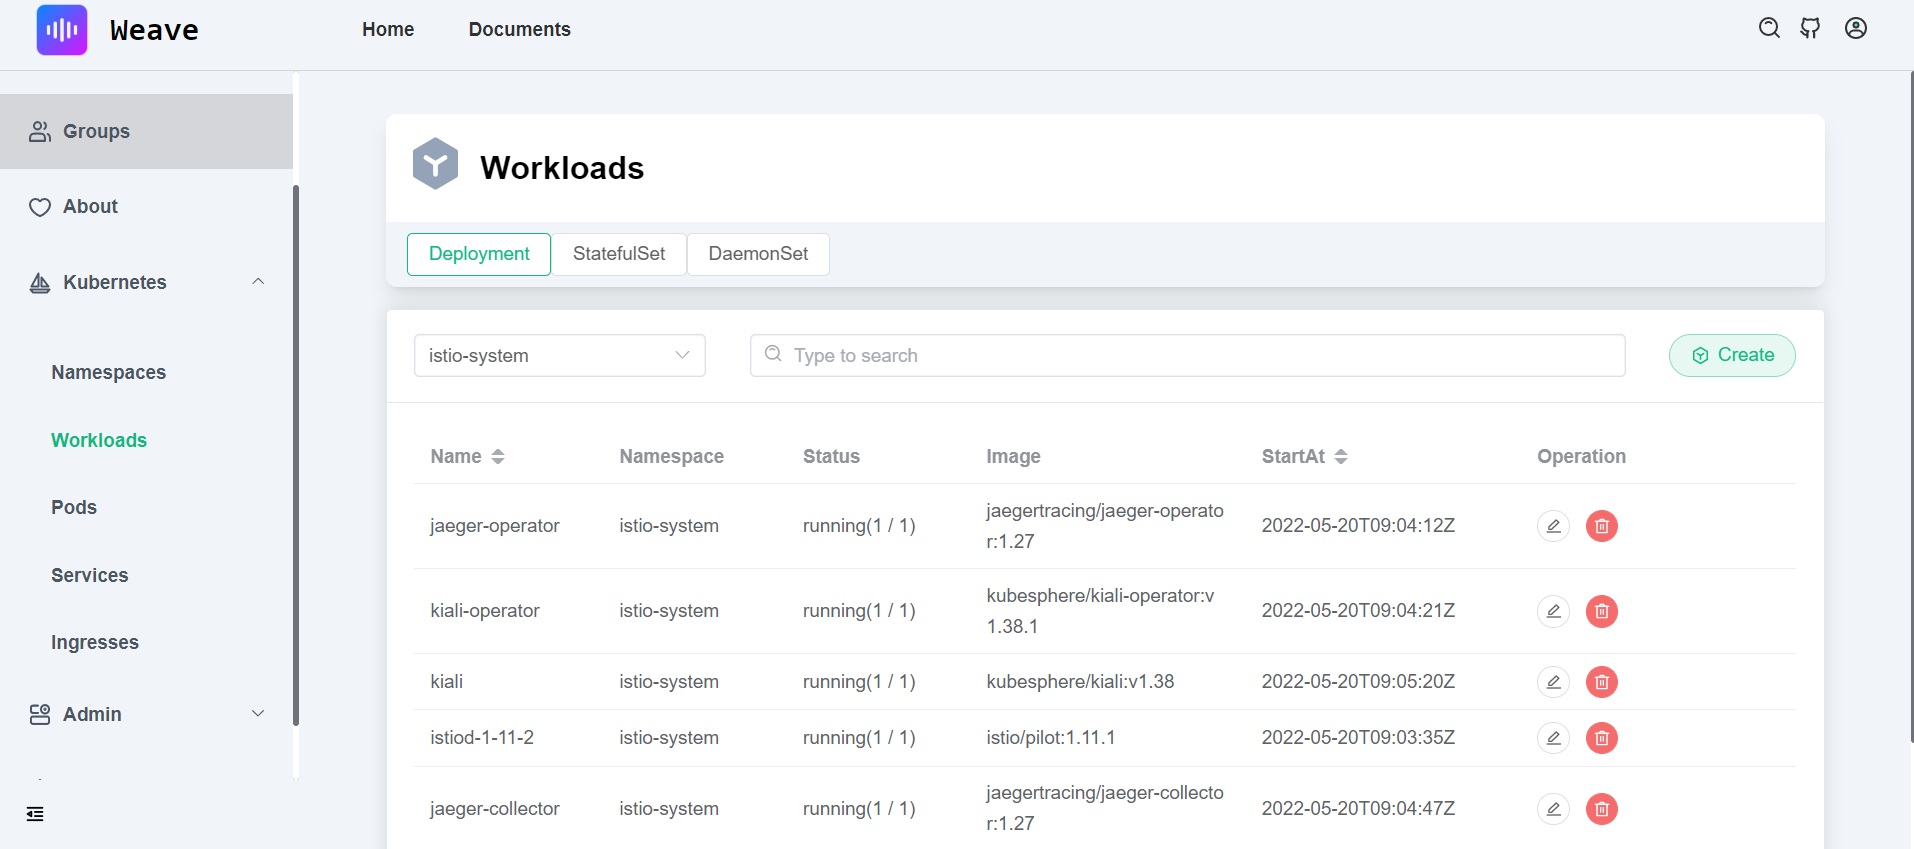 Weave Home Documents
Groups
About
Kubernetes
Namespaces
Workloads
Pods
Services
Ingresses
Admin
Workloads
Deployment StatefulSet DaemonSet
istio-system Type to search Create
Name Namespace Status Image StartAt Operation
jaeger-operator istio-system running(1 / 1) jaegertracing/jaeger-operato 2022-05-20T09:04:12Z
r:1.27
kiali-operator istio-system running(1 / 1) kubesphere/kiali-operator:v 2022-05-20T09:04:21Z
1.38.1
kiali istio-system running(1 / 1) kubesphere/kiali:v1.38 2022-05-20T09:05:20Z
istiod-1-11-2 istio-system running(1 / 1) istio/pilot:1.11.1 2022-05-20T09:03:35Z
jaeger-collector istio-system running(1 / 1) jaegertracing/jaeger-collecto 2022-05-20T09:04:47Z
r:1.27